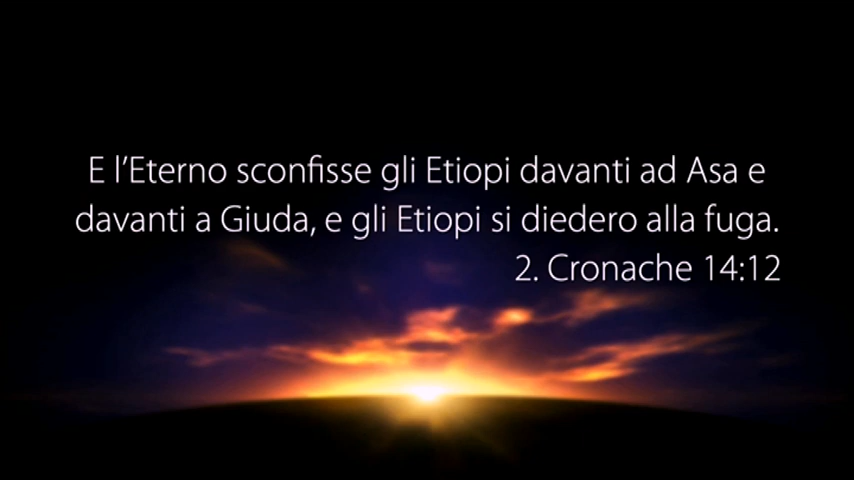 E l’Eterno sconfisse gli Etiopi davanti ad Asa e
davanti a Giuda, e gli Etiopi si diedero alla fuga.
2. Cronache 14:12